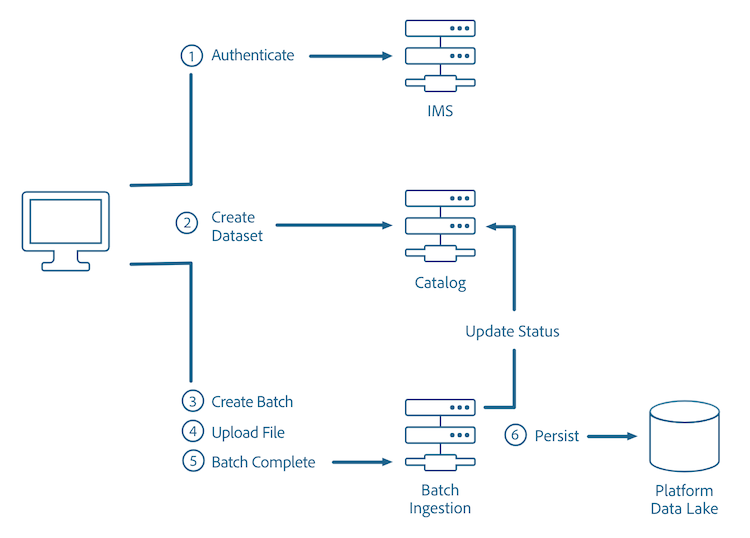 1 Authenticate
IMS
2 Create
Dataset
Catalog
Update Status
3 Create Batch
4 Upload File
5 Batch Complete
Batch
Ingestion
6 Persist
Platform
Data Lake